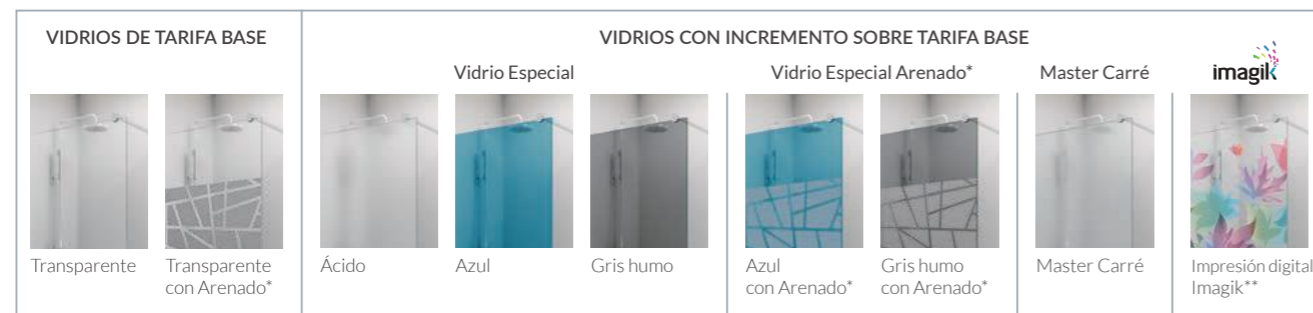 VIDRIOS DE TARIFA BASE
VIDRIOS CON INCREMENTO SOBRE TARIFA BASE
Vidrio Especial
Vidrio Especial Arenado*
Master Carré
imagik
Transparente
Transparente
con Arenado*
Ácido
Azul
Gris humo
Azul
con Arenado*
Gris humo
con Arenado*
Master Carré
Impresión digital
Imagik**